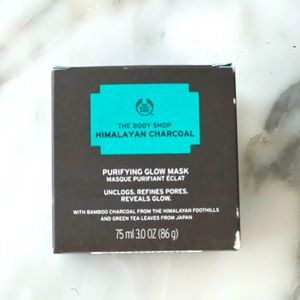 THE BODY SHOP
HIMALAYAN CHARCOAL
PURIFYING GLOW MASK
MASQUE PURIFIANT ÉCLAT
UNCLOGS. REFINES PORES.
REVEALS GLOW.
WITH BAMBOO CHARCOAL FROM THE HIMALAYAN FOOTHILLS
AND GREEN TEA LEAVES FROM JAPAN
75 ml 3.0 OZ (86 g)